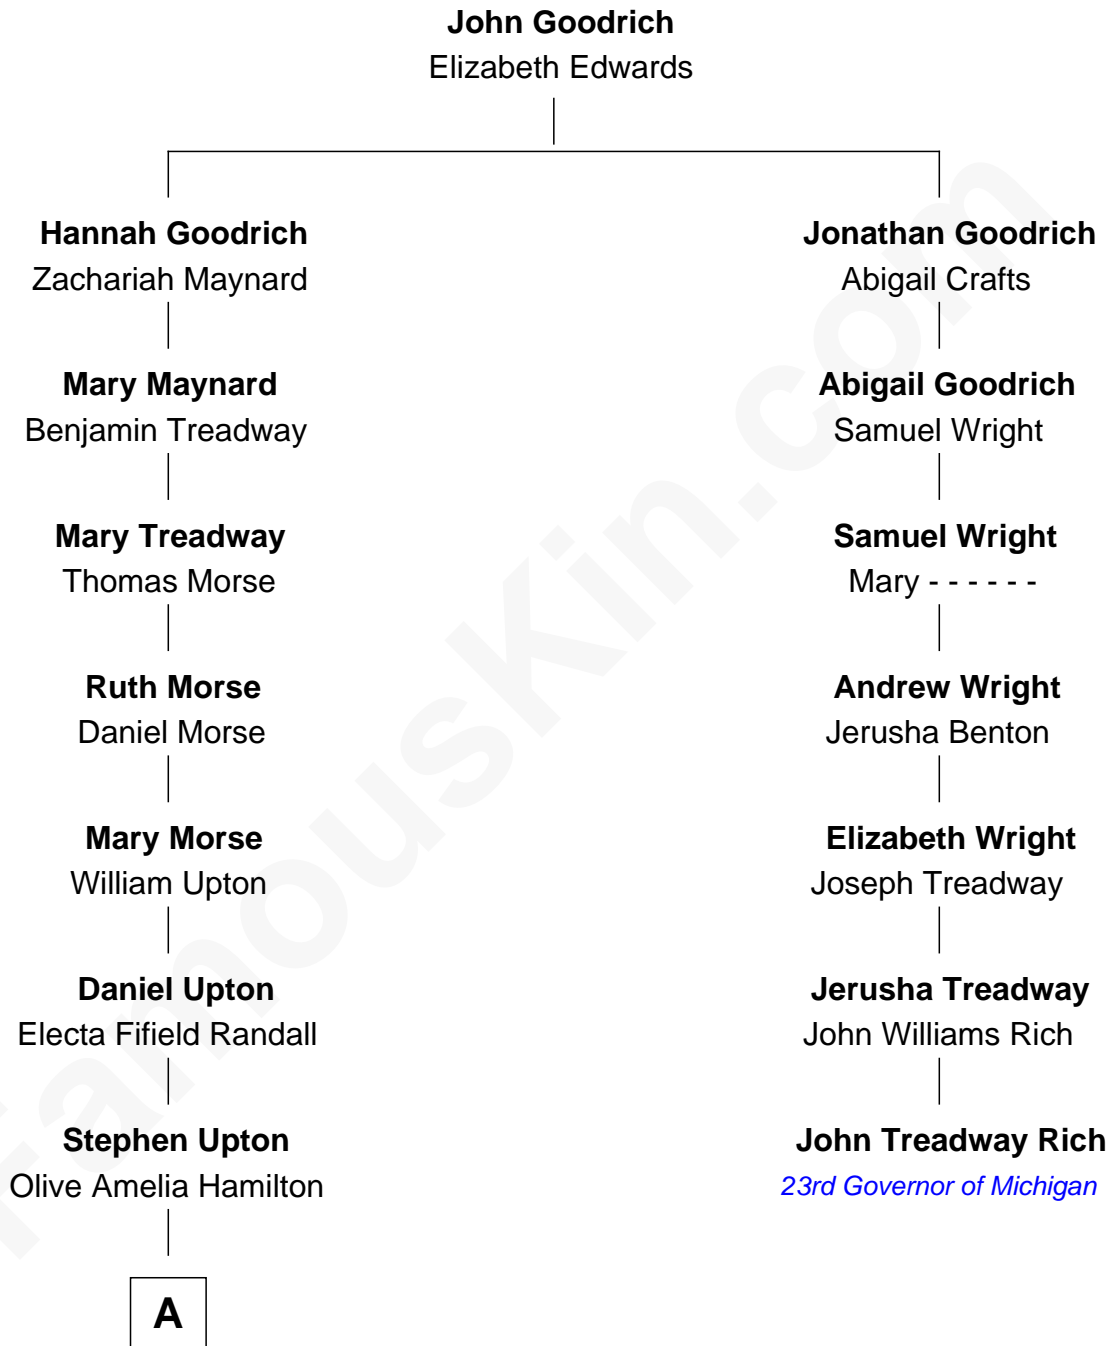 John Goodrich
Elizabeth Edwards
Hannah Goodrich
Zachariah Maynard
Jonathan Goodrich
Abigail Crafts
Mary Maynard
Benjamin Treadway
Abigail Goodrich
Samuel Wright
Mary Treadway
Thomas Morse
Samuel Wright
Mary - - - - - -
Ruth Morse
Daniel Morse
Andrew Wright
Jerusha Benton
Mary Morse
William Upton
Elizabeth Wright
Joseph Treadway
Daniel Upton
Electa Fifield Randall
Jerusha Treadway
John Williams Rich
Stephen Upton
Olive Amelia Hamilton
John Treadway Rich
23rd Governor of Michigan
A
FamousKin.com